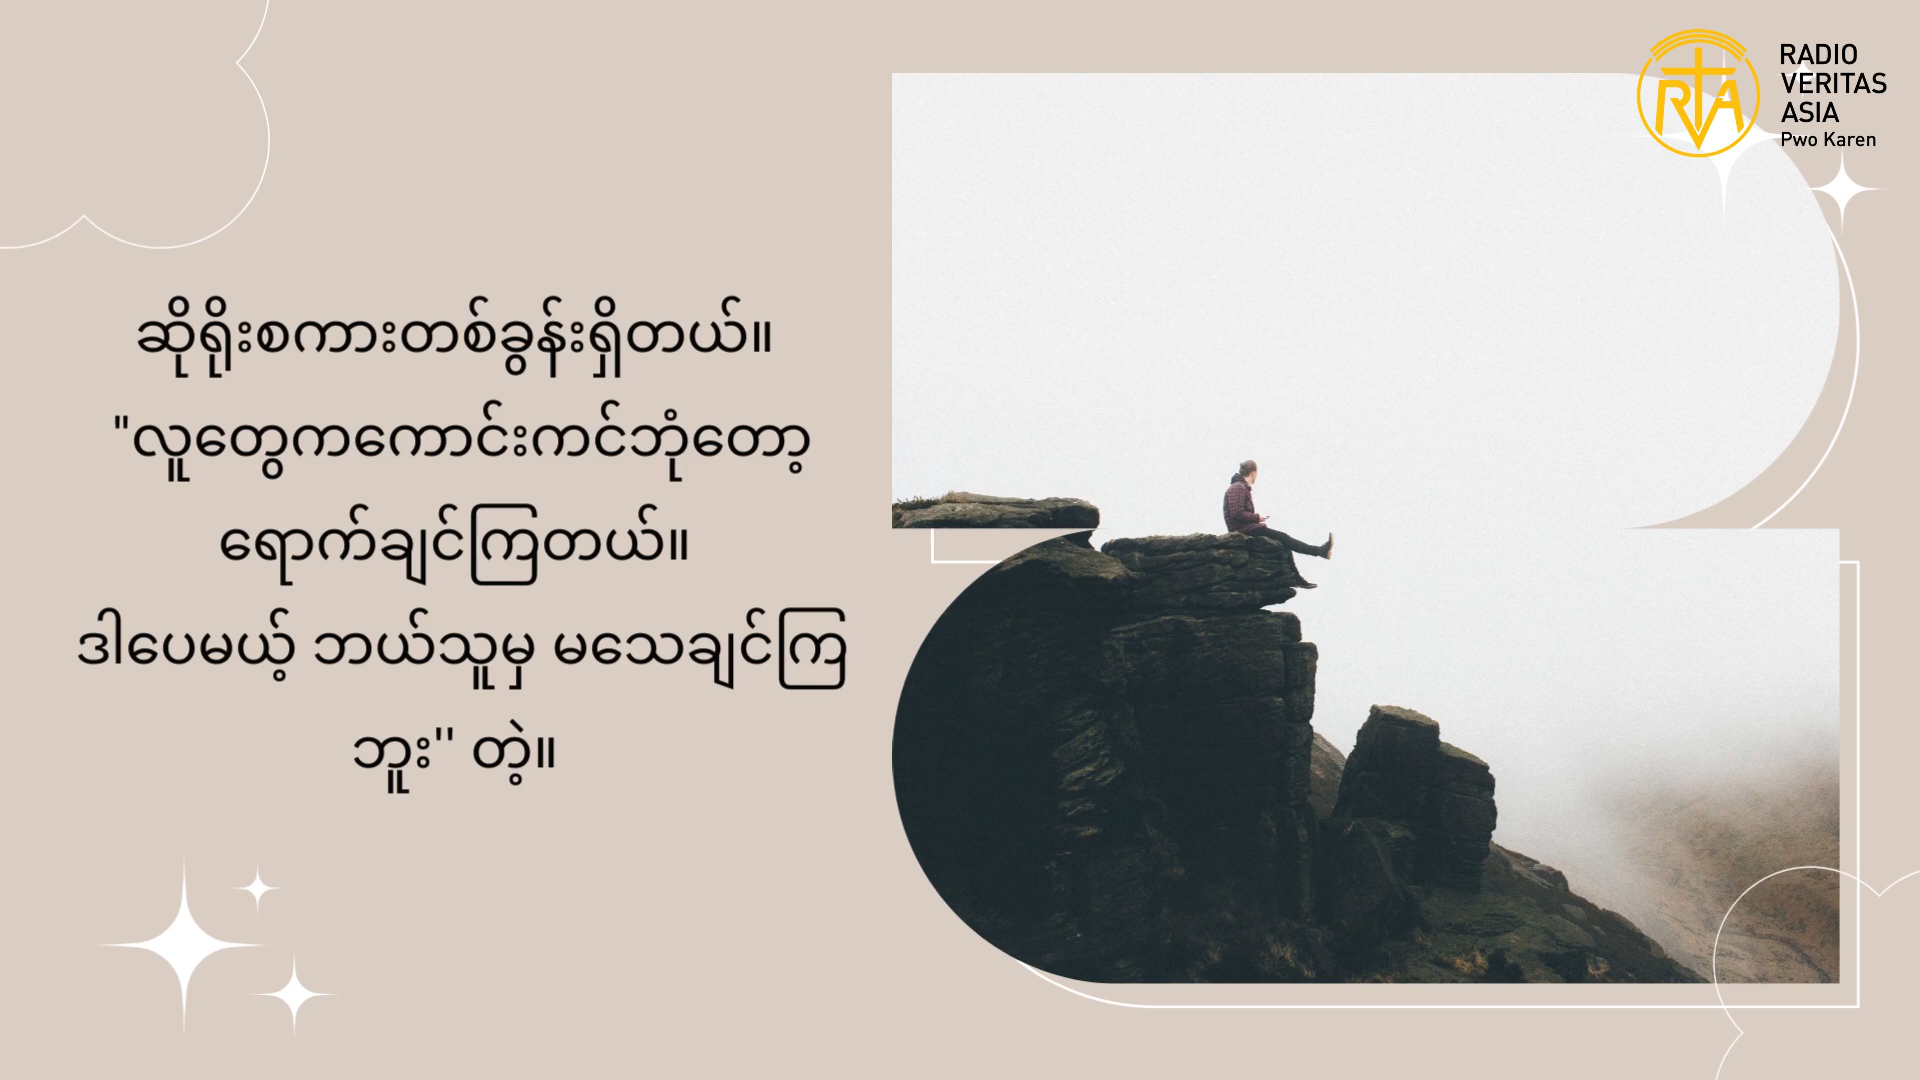 ဆိုရိုးစကားတစ်ခွန်းရှိတယ်။
"လူတွေကကောင်းကင်ဘုံတော့
ရောက်ချင်ကြတယ်။
ဒါပေမယ့် ဘယ်သူမှ မသေချင်ကြ
ဘူး'' တဲ့။
RADIO
VERITAS
ASIA
Pwo Karen
RVA